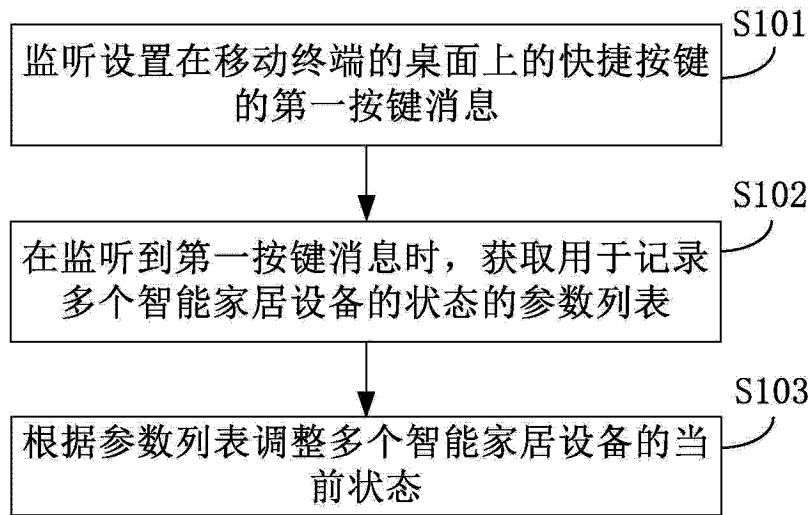 S101
监听设置在移动终端的桌面上的快捷按键
的第一按键消息
S102
在监听到第一按键消息时，获取用于记录
多个智能家居设备的状态的参数列表
S103
根据参数列表调整多个智能家居设备的当
前状态